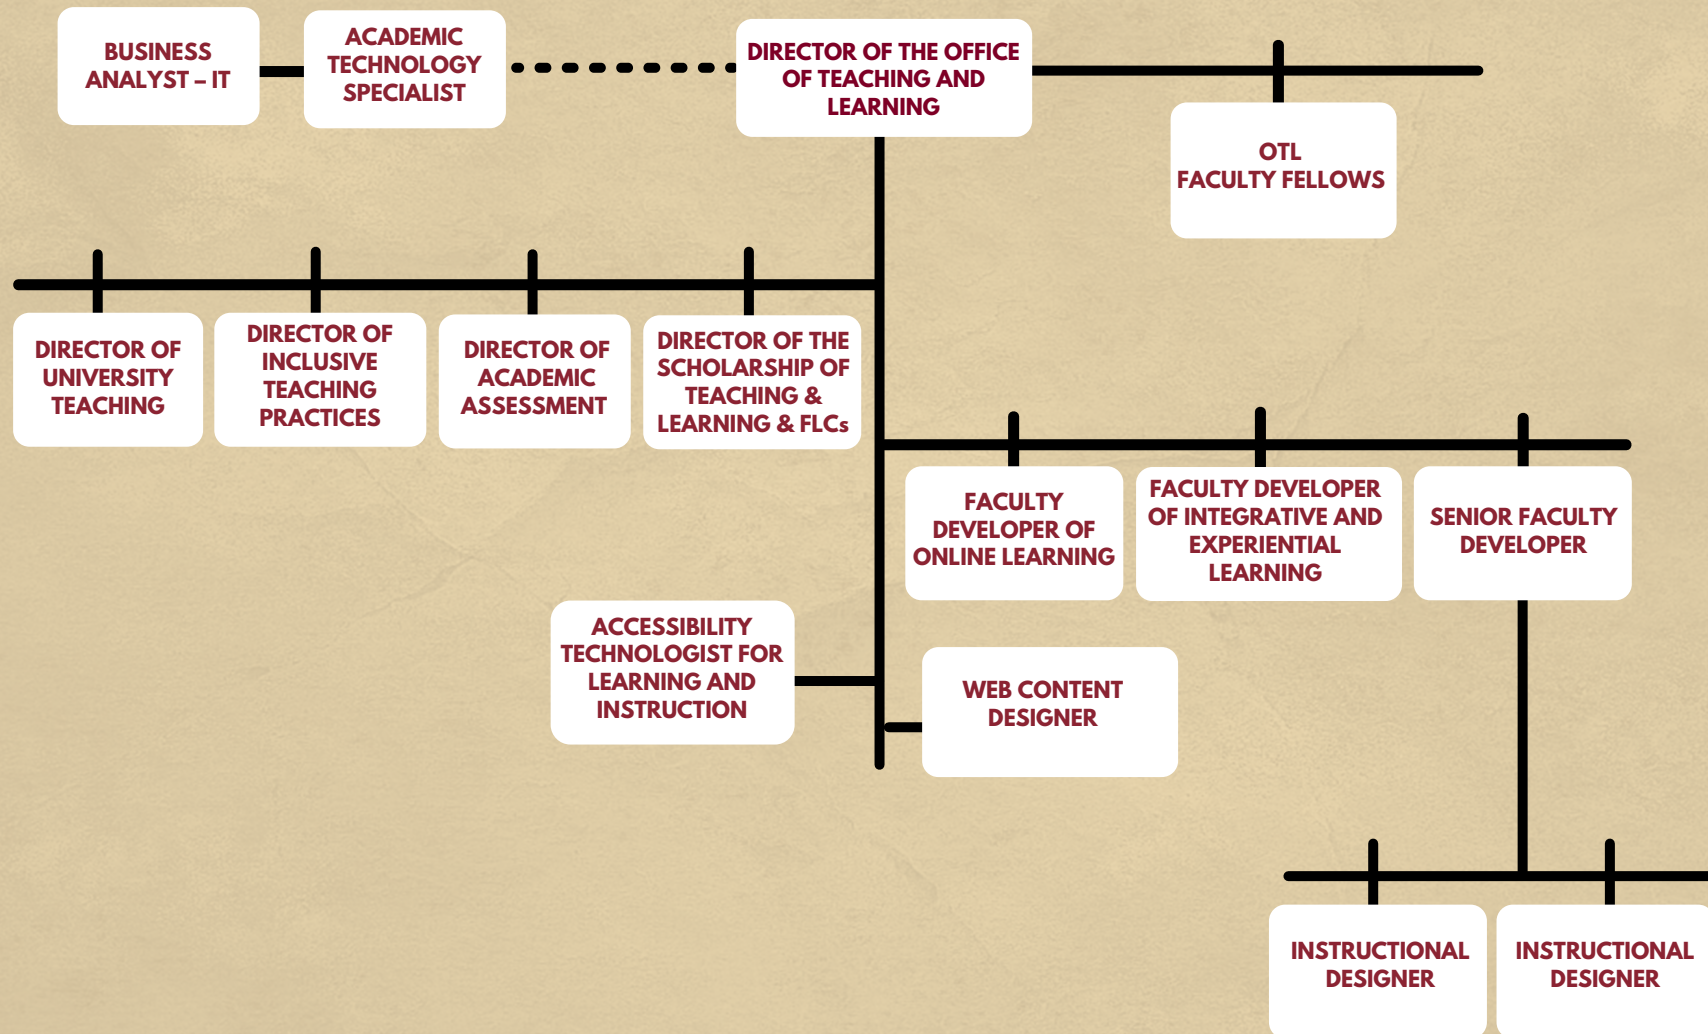 BUSINESS
ANALYST – IT
ACADEMIC
TECHNOLOGY
SPECIALIST
DIRECTOR OF THE OFFICE
OF TEACHING AND
LEARNING
OTL
FACULTY FELLOWS
DIRECTOR OF
UNIVERSITY
TEACHING
DIRECTOR OF
INCLUSIVE
TEACHING
PRACTICES
DIRECTOR OF
ACADEMIC
ASSESSMENT
DIRECTOR OF THE
SCHOLARSHIP OF
TEACHING &
LEARNING & FLCs
FACULTY
DEVELOPER OF
ONLINE LEARNING
FACULTY DEVELOPER
OF INTEGRATIVE AND
EXPERIENTIAL
LEARNING
SENIOR FACULTY
DEVELOPER
ACCESSIBILITY
TECHNOLOGIST FOR
LEARNING AND
INSTRUCTION
WEB CONTENT
DESIGNER
INSTRUCTIONAL
DESIGNER
INSTRUCTIONAL
DESIGNER